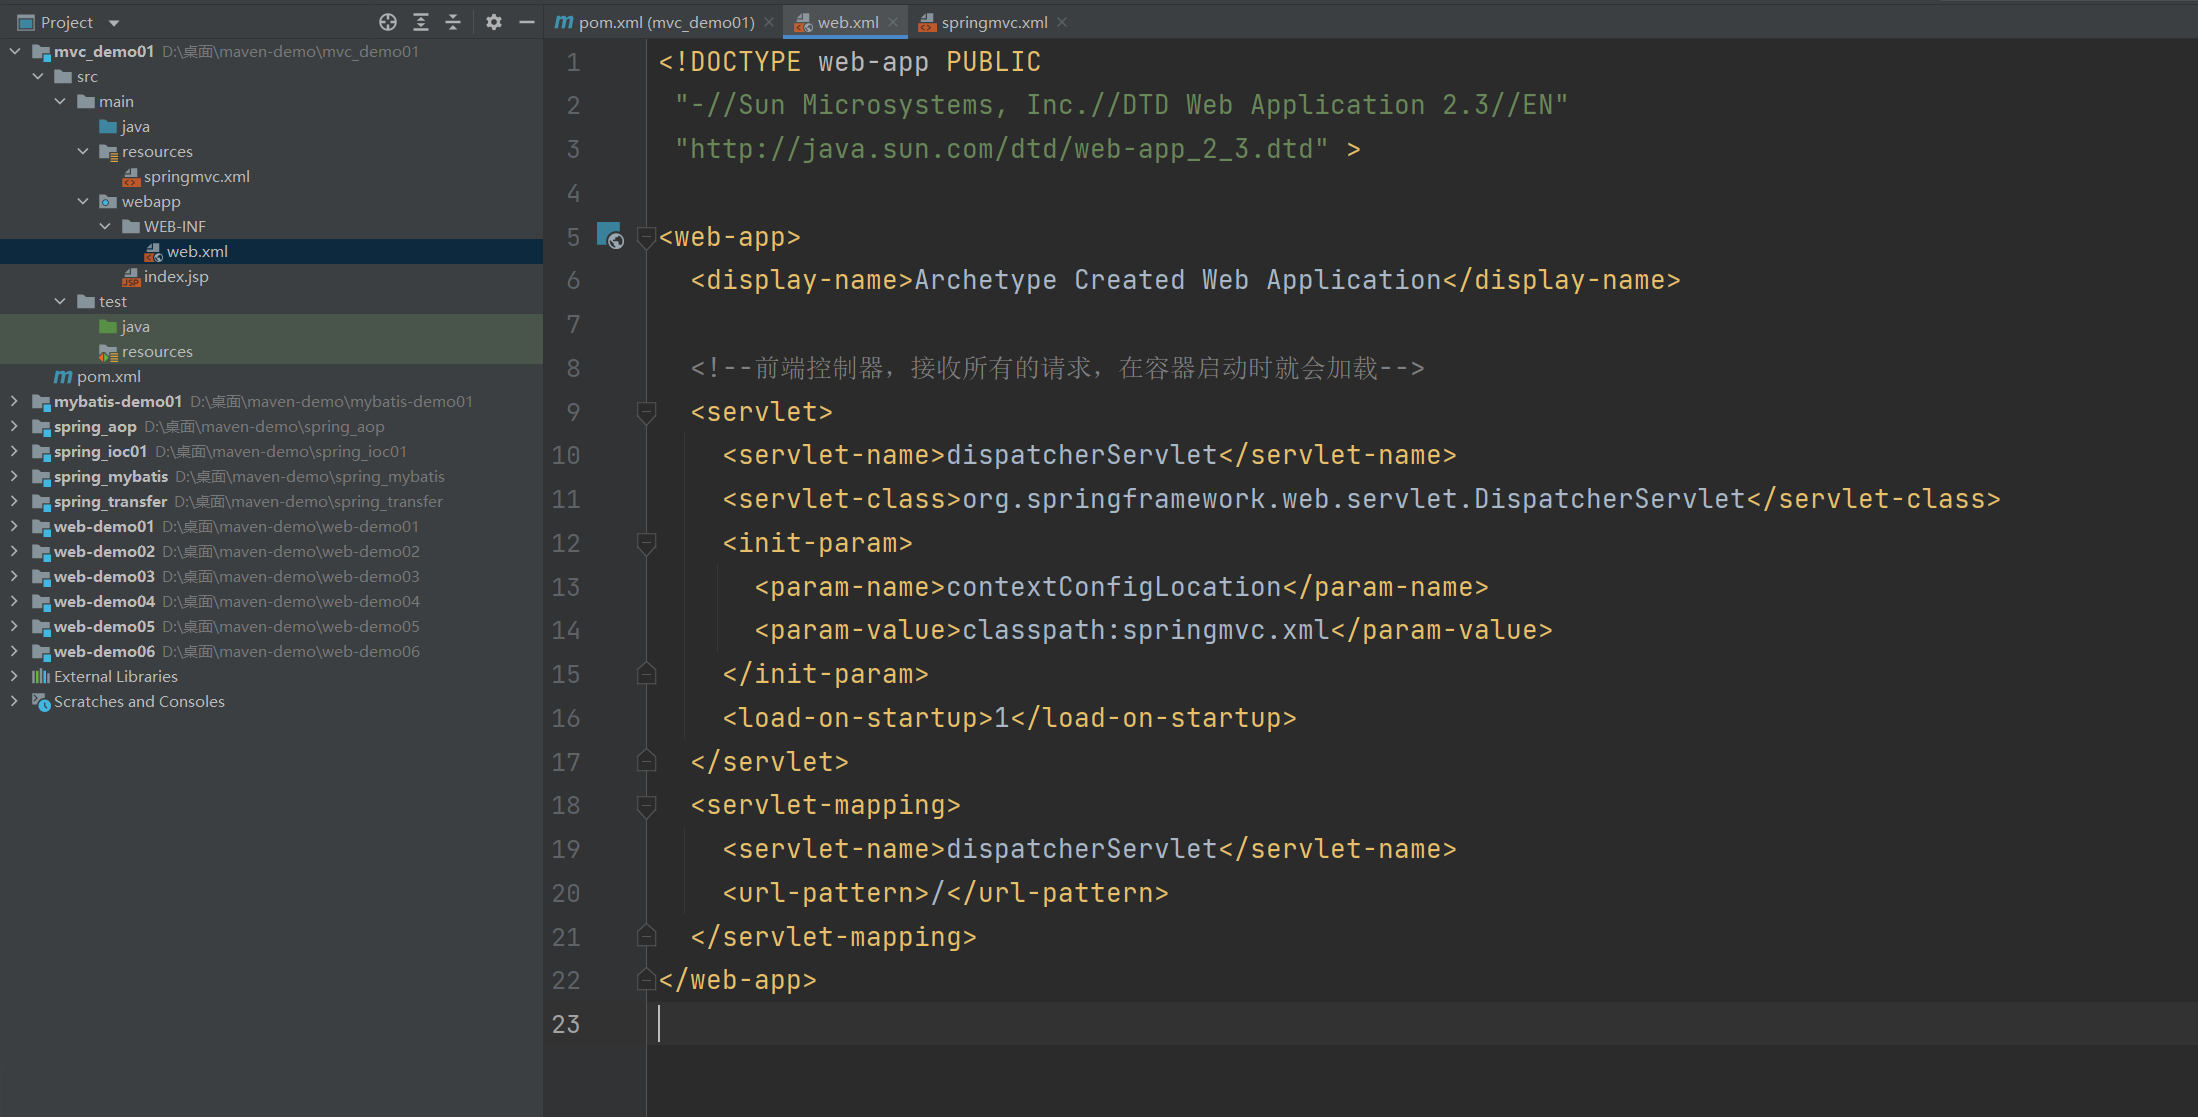 Project
mvc_demo01 D:\桌面\maven-demo\mvc_demo01
src
main
java
resources
springmvc.xml
webapp
WEB-INF
web.xml
index.jsp
test
java
resources
pom.xml
mybatis-demo01 D:\桌面\maven-demo\mybatis-demo01
spring_aop D:\桌面\maven-demo\spring_aop
spring_ioc01 D:\桌面\maven-demo\spring_ioc01
spring_mybatis D:\桌面\maven-demo\spring_mybatis
spring_transfer D:\桌面\maven-demo\spring_transfer
web-demo01 D:\桌面\maven-demo\web-demo01
web-demo02 D:\桌面\maven-demo\web-demo02
web-demo03 D:\桌面\maven-demo\web-demo03
web-demo04 D:\桌面\maven-demo\web-demo04
web-demo05 D:\桌面\maven-demo\web-demo05
web-demo06 D:\桌面\maven-demo\web-demo06
External Libraries
Scratches and Consoles
pom.xml (mvc_demo01) web.xml springmvc.xml
1 <!DOCTYPE web-app PUBLIC
2 "-//Sun Microsystems, Inc.//DTD Web Application 2.3//EN"
3 "http://java.sun.com/dtd/web-app_2_3.dtd" >
4
5 <web-app>
6 <display-name>Archetype Created Web Application</display-name>
7
8 <!--前端控制器，接收所有的请求，在容器启动时就会加载-->
9 <servlet>
10 <servlet-name>dispatcherServlet</servlet-name>
11 <servlet-class>org.springframework.web.servlet.DispatcherServlet</servlet-class>
12 <init-param>
13 <param-name>contextConfigLocation</param-name>
14 <param-value>classpath:springmvc.xml</param-value>
15 </init-param>
16 <load-on-startup>1</load-on-startup>
17 </servlet>
18 <servlet-mapping>
19 <servlet-name>dispatcherServlet</servlet-name>
20 <url-pattern>/</url-pattern>
21 </servlet-mapping>
22 </web-app>
23